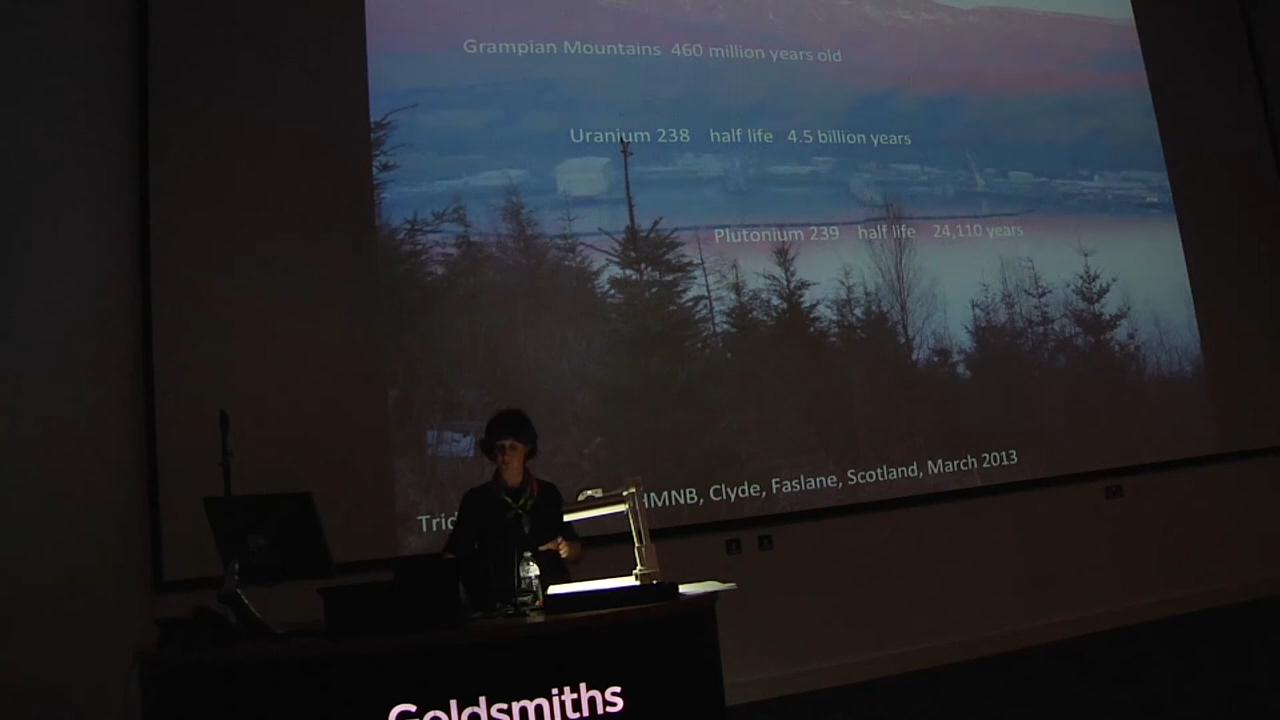 Grampian Mountains 460 million years old
Uranium 238 half life 4.5 billion years
Plutonium 239 half life 24,110 years
HMNB, Clyde, Faslane, Scotland, March 2013
Goldsmiths